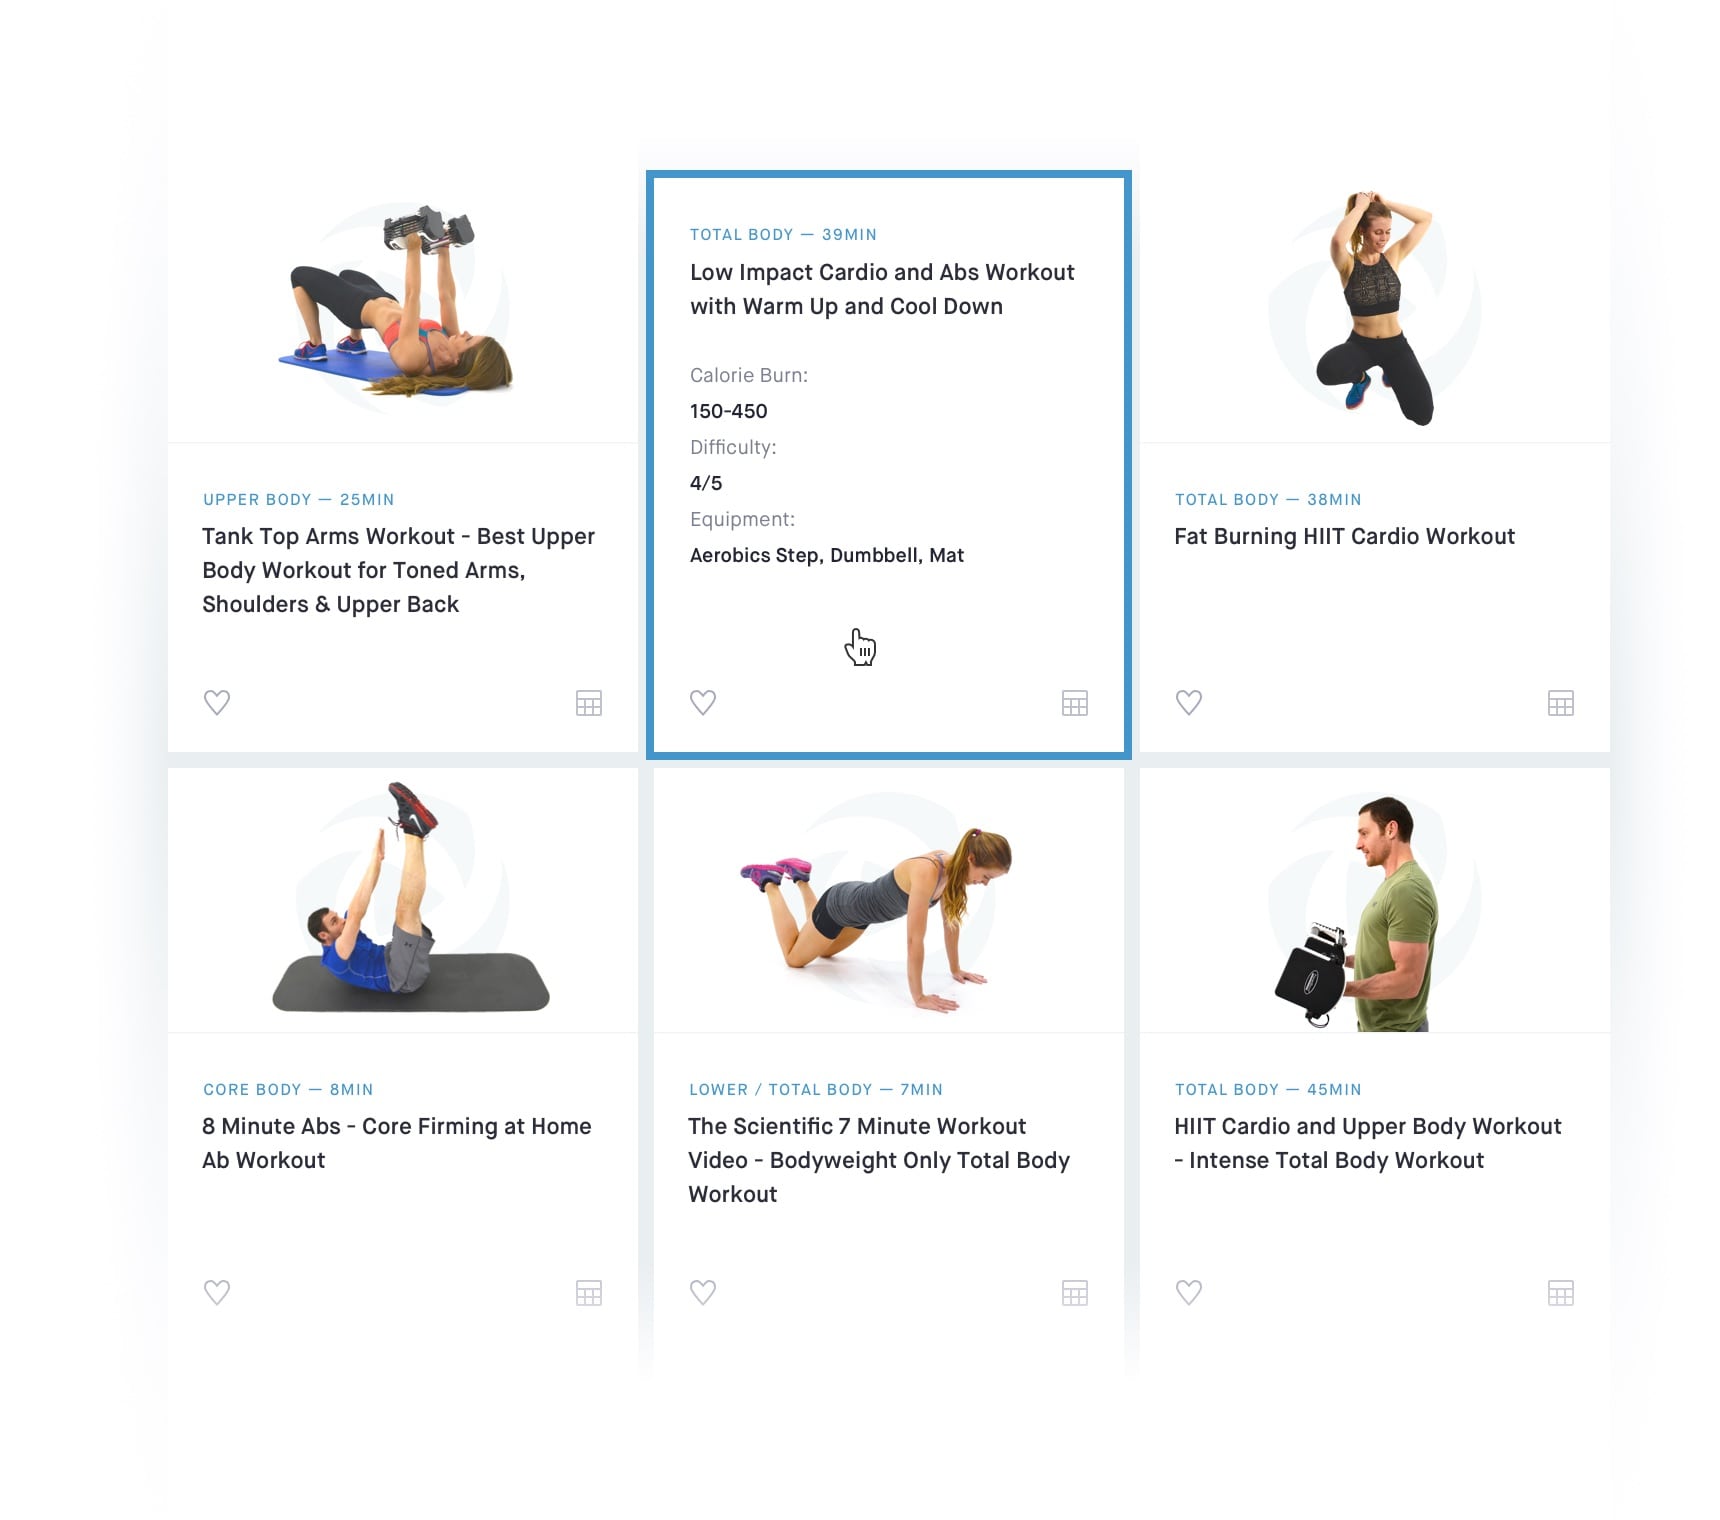 UPPER BODY — 25MIN
Tank Top Arms Workout - Best Upper
Body Workout for Toned Arms,
Shoulders & Upper Back
TOTAL BODY — 39MIN
Low Impact Cardio and Abs Workout
with Warm Up and Cool Down
Calorie Burn:
150-450
Difficulty:
4/5
Equipment:
Aerobics Step, Dumbbell, Mat
TOTAL BODY — 38MIN
Fat Burning HIIT Cardio Workout
CORE BODY — 8MIN
8 Minute Abs - Core Firming at Home
Ab Workout
LOWER / TOTAL BODY — 7MIN
The Scientific 7 Minute Workout
Video - Bodyweight Only Total Body
Workout
TOTAL BODY — 45MIN
HIIT Cardio and Upper Body Workout
- Intense Total Body Workout